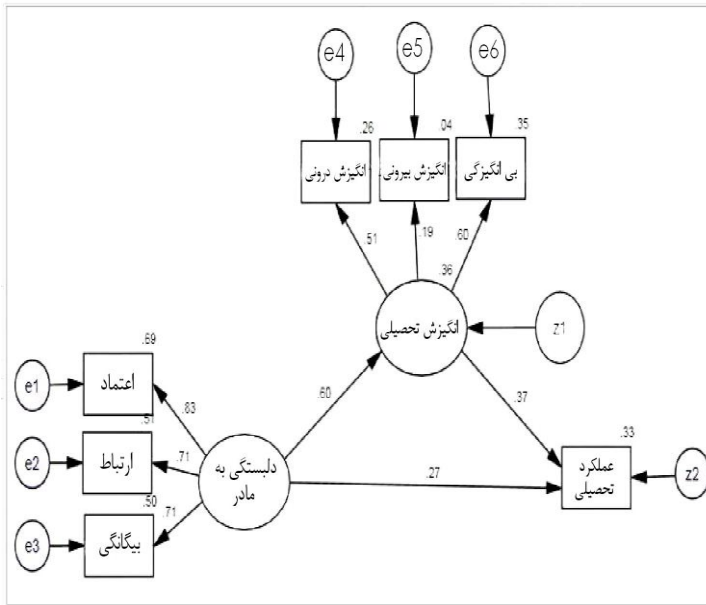 e4
e5
e6
.26
.04
.35
انگیزش درونی
انگیزش بیرونی
بی انگیزگی
.51
.19
.60
.36
انگیزش تحصیلی
z1
.69
e1
اعتماد
.83
.60
.37
.51
.33
e2
ارتباط
.71
دلبستگی به
مادر
.27
عملکرد
تحصیلی
z2
.50
e3
بیگانگی
.71